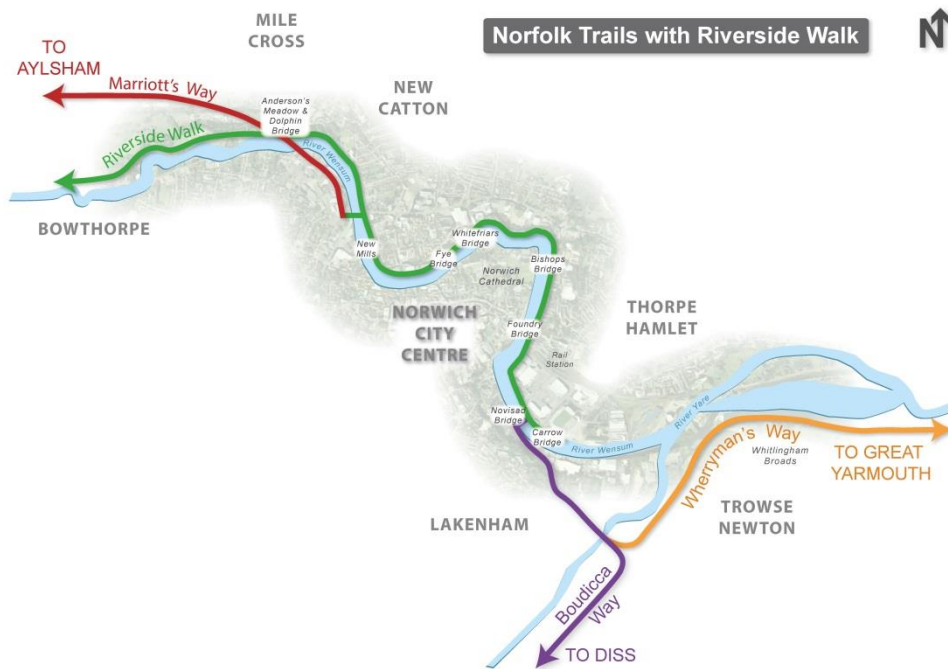 MILE
CROSS
Norfolk Trails with Riverside Walk
N
TO
AYLSHAM
Marriott's Way
NEW
CATTON
Anderson's
Meadow &
Dolphin
Bridge
Riverside Walk
River Wensum
BOWTHORPE
New
Mills
Fye
Bridge
Whitefriars
Bridge
Bishops
Bridge
Norwich
Cathedral
NORWICH
CITY
CENTRE
THORPE
HAMLET
Foundry
Bridge
Rail
Station
Novisad
Bridge
Carrow
Bridge
River Wensum
River Yare
Wherryman's Way
Whitlingham
Broads
TO GREAT
YARMOUTH
LAKENHAM
TROWSE
NEWTON
Boudicca
Way
TO DISS